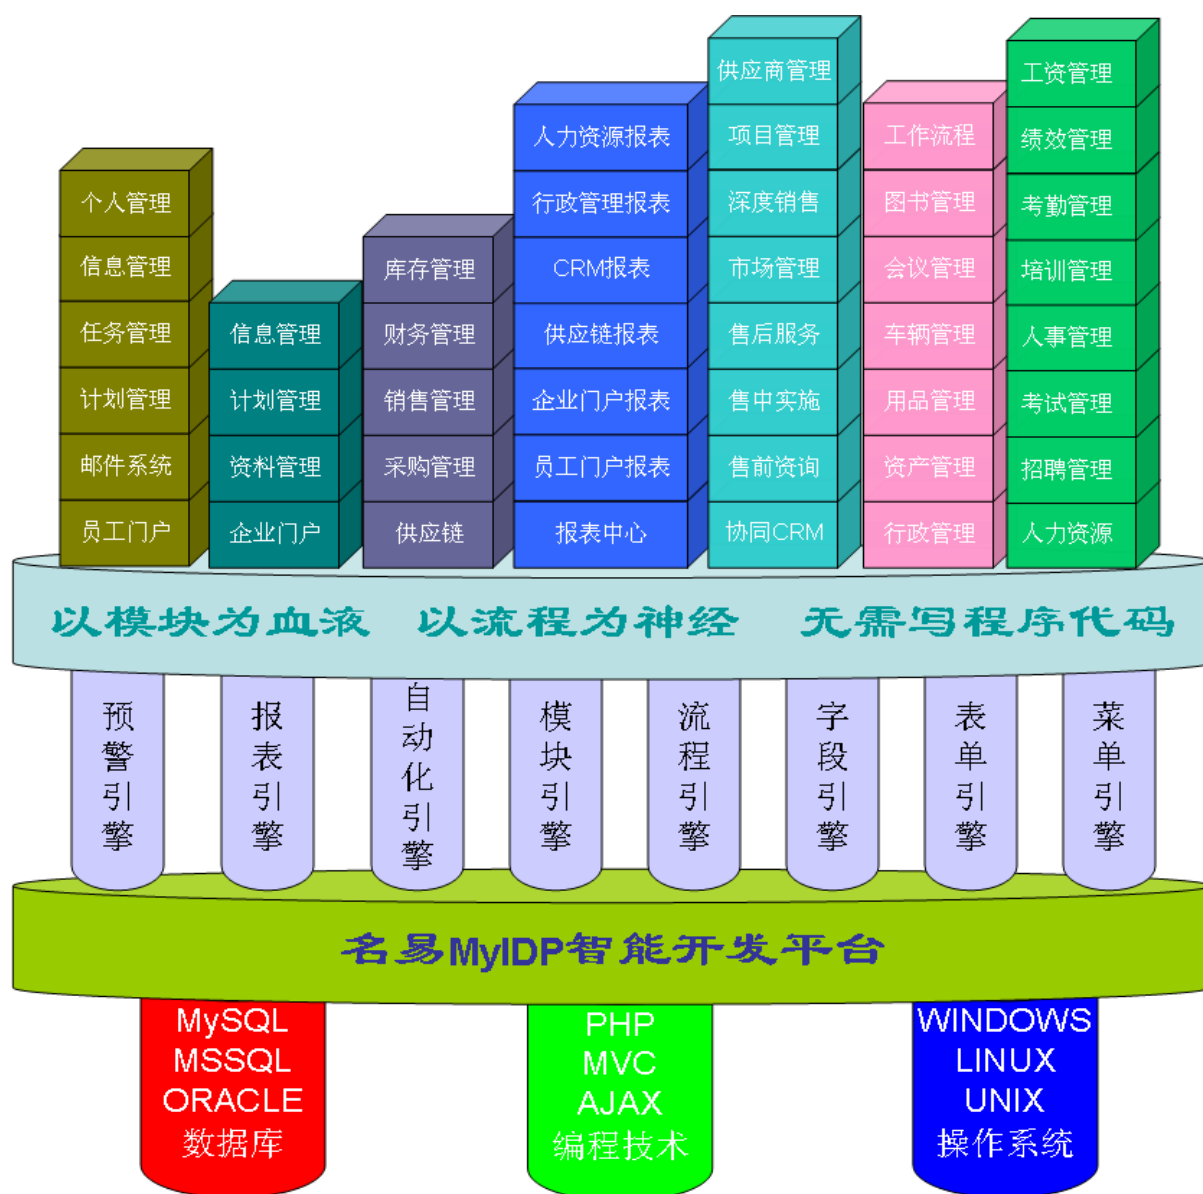 个人管理
信息管理
任务管理
计划管理
邮件系统
员工门户
信息管理
计划管理
资料管理
企业门户
库存管理
财务管理
销售管理
采购管理
供应链
人力资源报表
行政管理报表
CRM报表
供应链报表
企业门户报表
员工门户报表
报表中心
供应商管理
项目管理
深度销售
市场管理
售后服务
售中实施
售前资询
协同CRM
工作流程
图书管理
会议管理
车辆管理
用品管理
资产管理
行政管理
工资管理
绩效管理
考勤管理
培训管理
人事管理
考试管理
招聘管理
人力资源
以模块为血液 以流程为神经 无需写程序代码
预警引擎
报表引擎
自动化引擎
模块引擎
流程引擎
字段引擎
表单引擎
菜单引擎
名易MyIDP智能开发平台
MySQL
MSSQL
ORACLE
数据库
PHP
MVC
AJAX
编程技术
WINDOWS
LINUX
UNIX
操作系统